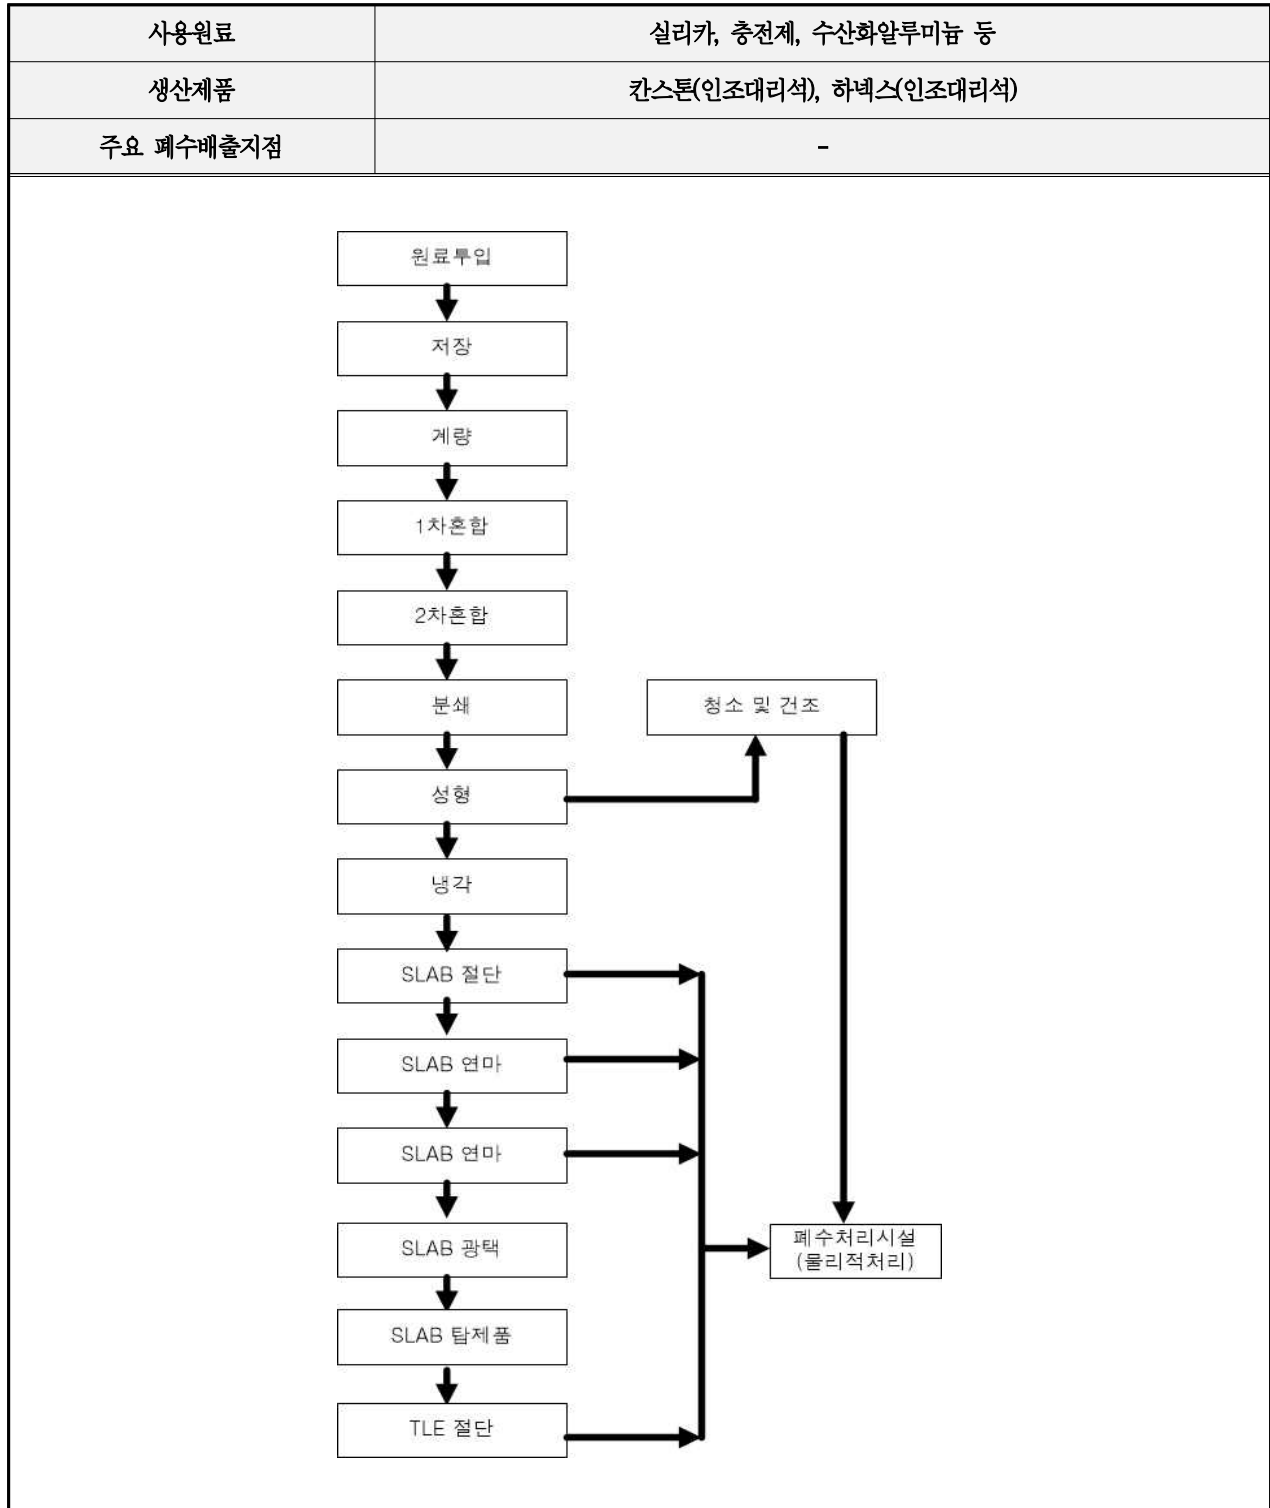 사용원료
실리카, 충전제, 수산화알루미늄 등
생산제품
칸스톤(인조대리석), 하넥스(인조대리석)
주요 폐수배출지점
-
원료투입
저장
계량
1차혼합
2차혼합
분쇄
청소 및 건조
성형
냉각
SLAB 절단
SLAB 연마
SLAB 연마
SLAB 광택
폐수처리시설
(물리적처리)
SLAB 탑제품
TLE 절단